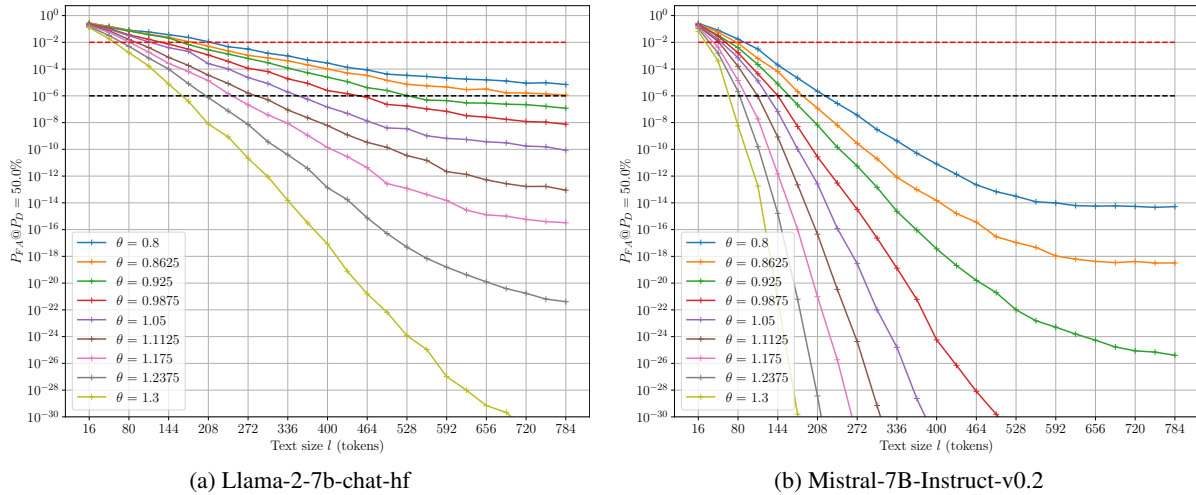 10^0
10^−2
10^−4
10^−6
10^−8
10^−10
10^−12
10^−14
10^−16
10^−18
10^−20
10^−22
10^−24
10^−26
10^−28
10^−30
P_FA@P_D = 50.0%
θ = 0.8
θ = 0.8625
θ = 0.925
θ = 0.9875
θ = 1.05
θ = 1.1125
θ = 1.175
θ = 1.2375
θ = 1.3
16 80 144 208 272 336 400 464 528 592 656 720 784
Text size l (tokens)
(a) Llama-2-7b-chat-hf
10^0
10^−2
10^−4
10^−6
10^−8
10^−10
10^−12
10^−14
10^−16
10^−18
10^−20
10^−22
10^−24
10^−26
10^−28
10^−30
P_FA@P_D = 50.0%
θ = 0.8
θ = 0.8625
θ = 0.925
θ = 0.9875
θ = 1.05
θ = 1.1125
θ = 1.175
θ = 1.2375
θ = 1.3
16 80 144 208 272 336 400 464 528 592 656 720 784
Text size l (tokens)
(b) Mistral-7B-Instruct-v0.2